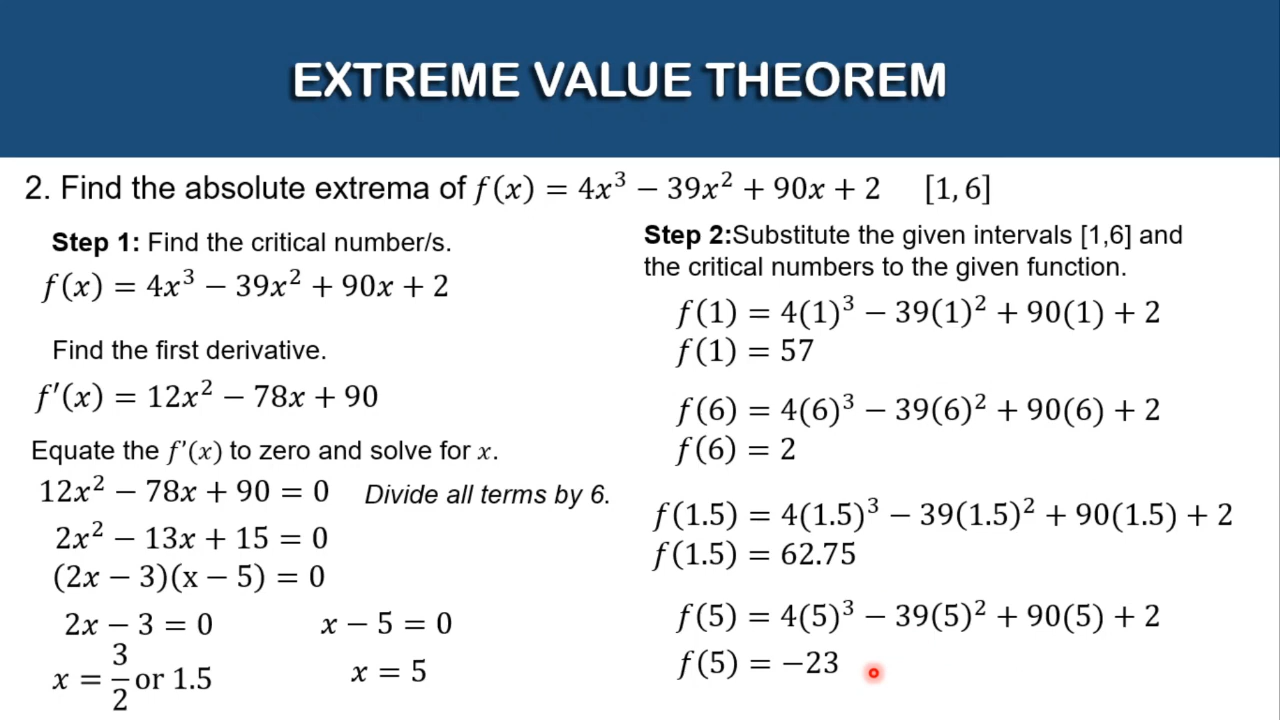 EXTREME VALUE THEOREM
2. Find the absolute extrema of f(x) = 4x³ − 39x² + 90x + 2 [1, 6]
Step 1: Find the critical number/s.
f(x) = 4x³ − 39x² + 90x + 2
Find the first derivative.
f′(x) = 12x² − 78x + 90
Equate the f′(x) to zero and solve for x.
12x² − 78x + 90 = 0 Divide all terms by 6.
2x² − 13x + 15 = 0
(2x − 3)(x − 5) = 0
2x − 3 = 0 x − 5 = 0
x = 3/2 or 1.5 x = 5
Step 2:Substitute the given intervals [1,6] and
the critical numbers to the given function.
f(1) = 4(1)³ − 39(1)² + 90(1) + 2
f(1) = 57
f(6) = 4(6)³ − 39(6)² + 90(6) + 2
f(6) = 2
f(1.5) = 4(1.5)³ − 39(1.5)² + 90(1.5) + 2
f(1.5) = 62.75
f(5) = 4(5)³ − 39(5)² + 90(5) + 2
f(5) = −23